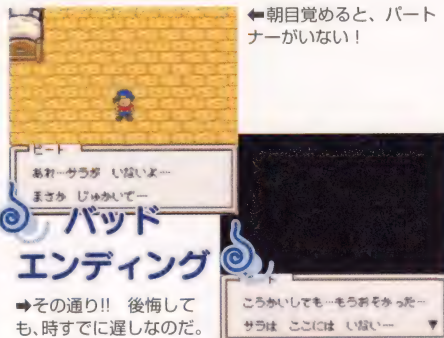 ⬅朝目覚めると、パート
ナーがいない！
ピート
あれ…サラが いないよ…
まさか じゅかいで…
バッド
エンディング
➡その通り!! 後悔して
も、時すでに遅しなのだ。
こうかいしても…もうおそかった…
サラは ここには いない… ▼